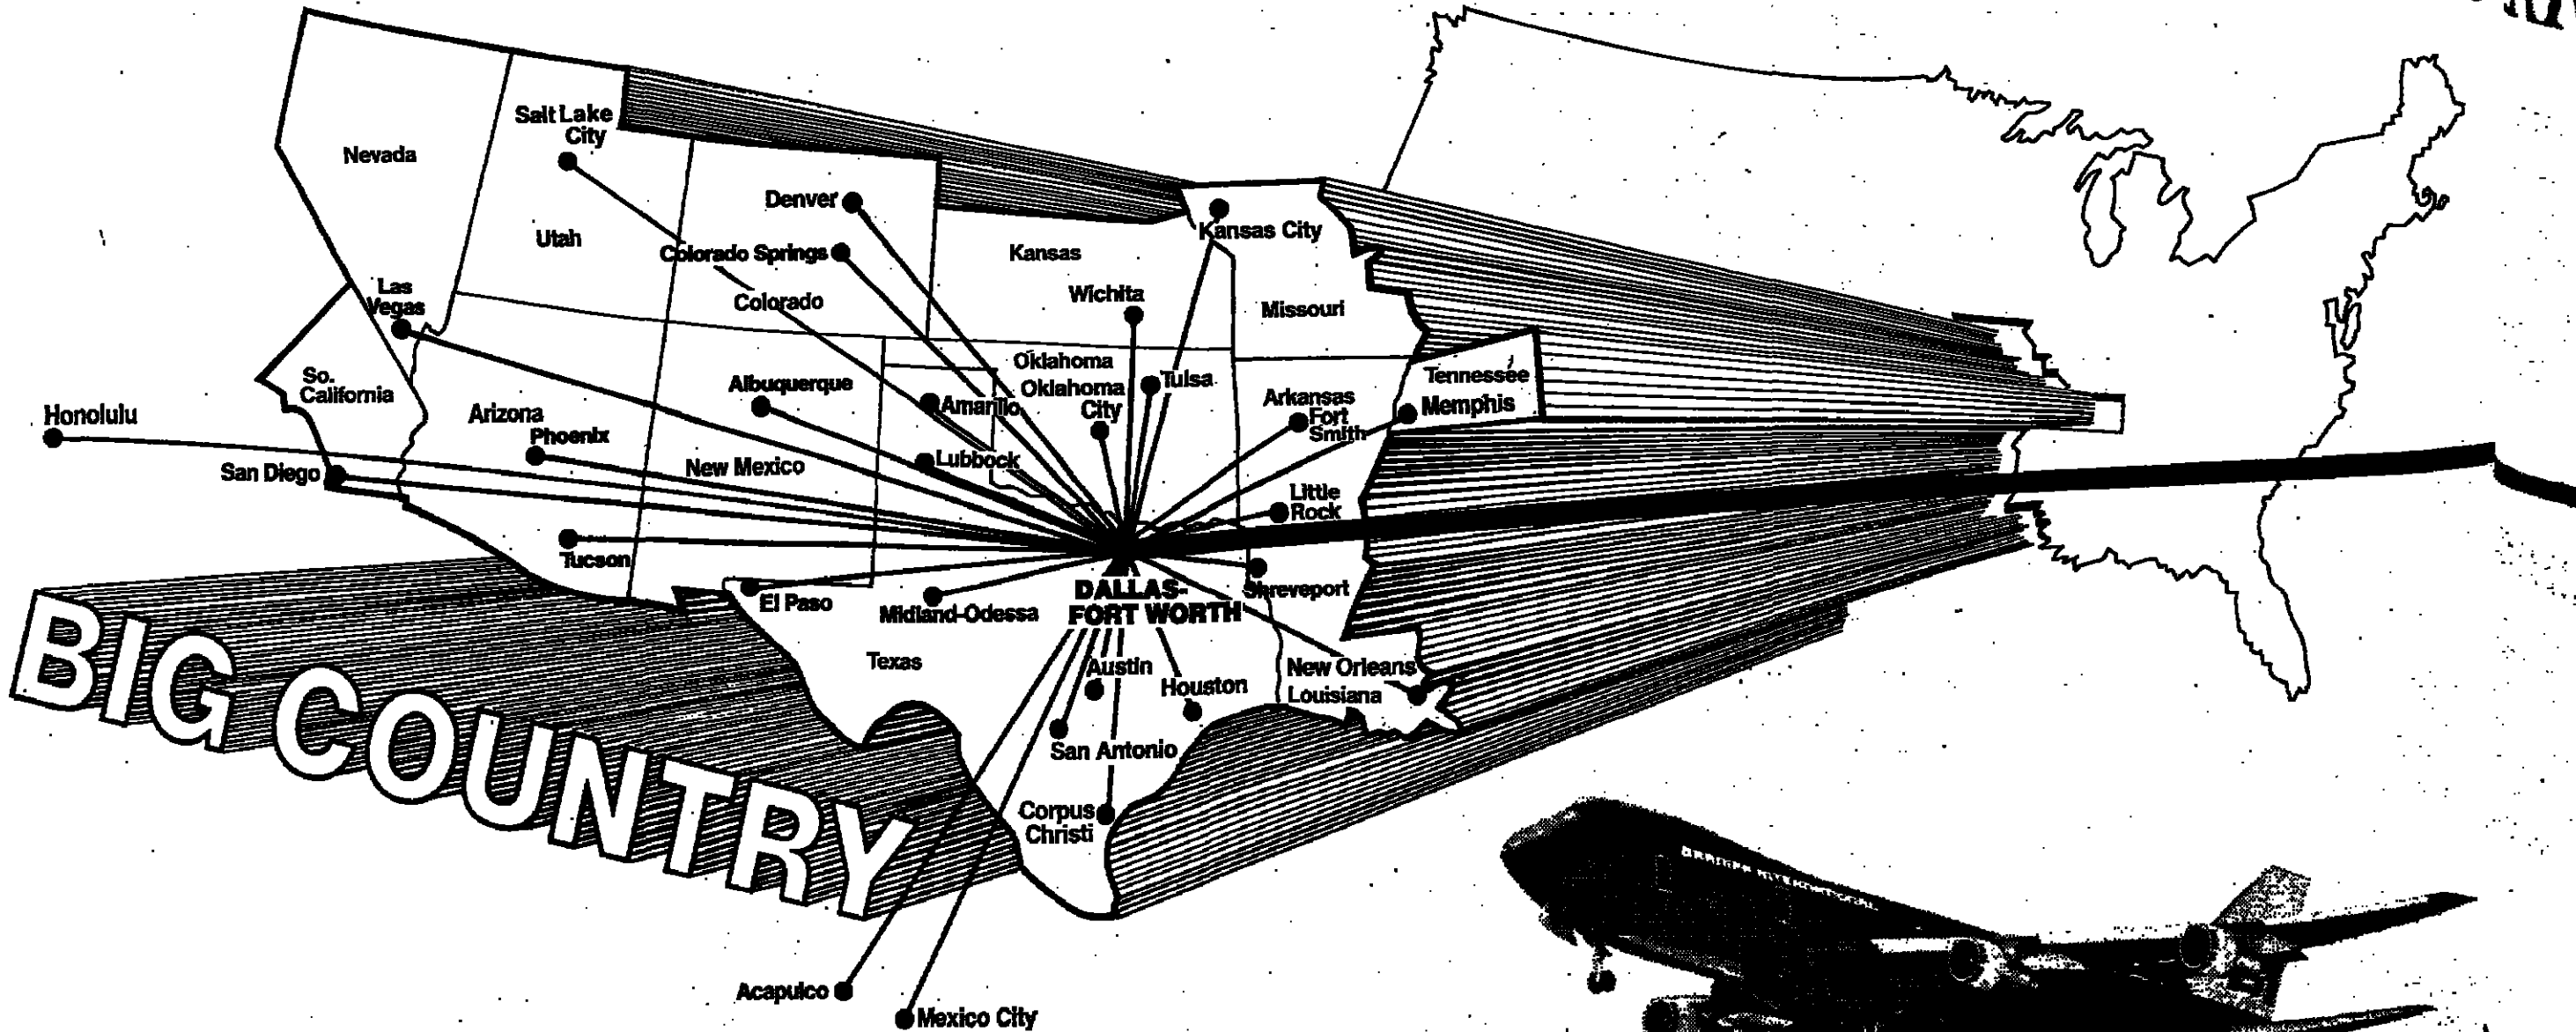 Salt Lake
City
Nevada
Denver
Utah
Colorado Springs
Kansas City
Kansas
Las
Vegas
Colorado
Wichita
Missouri
So.
California
Oklahoma
Albuquerque
Oklahoma
City
Tulsa
Tennessee
Honolulu
Arizona
Amarillo
Arkansas
Fort
Smith
Memphis
Phoenix
San Diego
New Mexico
Lubbock
Little
Rock
Tucson
El Paso
Midland-Odessa
DALLAS-
FORT WORTH
Shreveport
Texas
Austin
Houston
New Orleans
Louisiana
San Antonio
Corpus
Christi
BIG COUNTRY
Acapulco
Mexico City